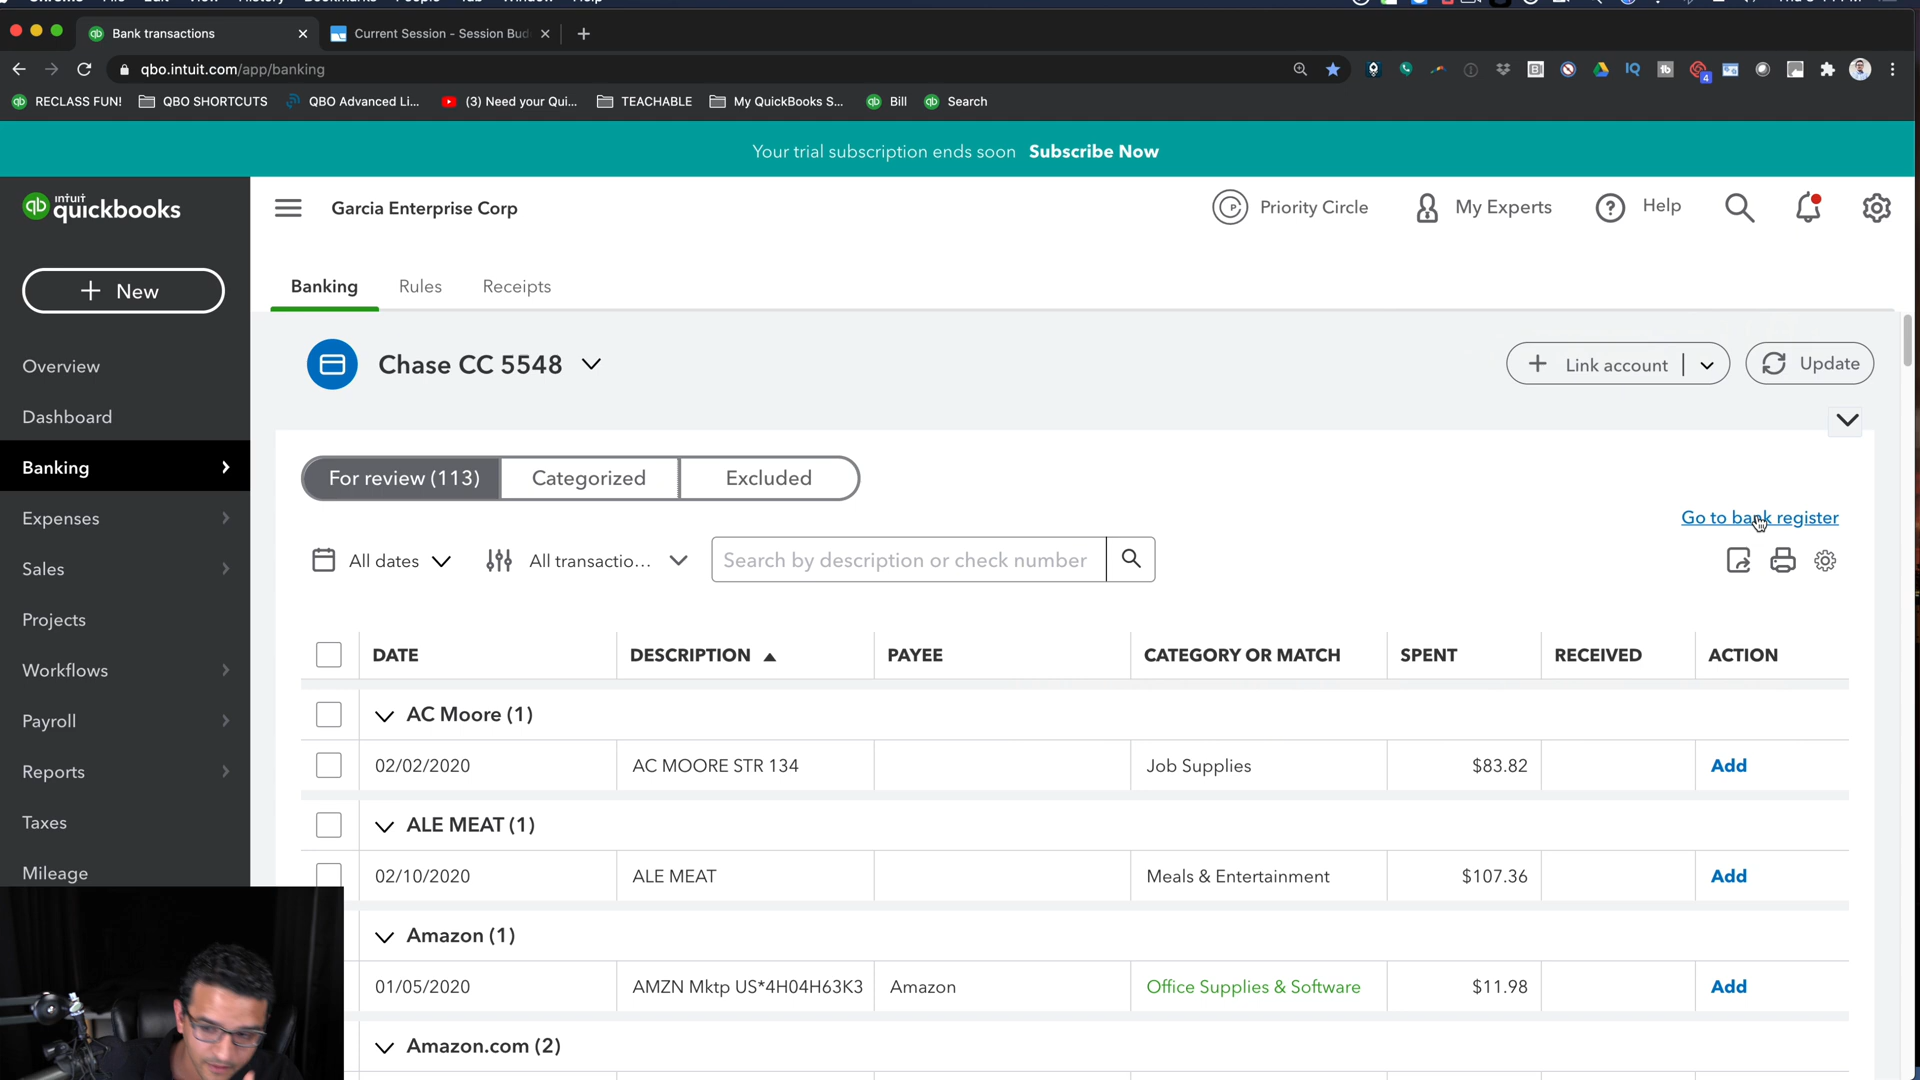 Bank transactions
Current Session - Session Bud
qbo.intuit.com/app/banking
4
RECLASS FUN!
QBO SHORTCUTS
QBO Advanced Li...
(3) Need your Qui...
TEACHABLE
My QuickBooks S...
Bill
Search
Your trial subscription ends soon Subscribe Now
intuit
quickbooks
Garcia Enterprise Corp
Priority Circle
My Experts
Help
+ New
Banking
Rules
Receipts
Overview
Dashboard
Banking
Expenses
Sales
Projects
Workflows
Payroll
Reports
Taxes
Mileage
Chase CC 5548
+ Link account
Update
For review (113)
Categorized
Excluded
Go to bank register
All dates
All transactio...
Search by description or check number
DATE DESCRIPTION PAYEE CATEGORY OR MATCH SPENT RECEIVED ACTION
AC Moore (1)
02/02/2020 AC MOORE STR 134 Job Supplies $83.82 Add
ALE MEAT (1)
02/10/2020 ALE MEAT Meals & Entertainment $107.36 Add
Amazon (1)
01/05/2020 AMZN Mktp US*4H04H63K3 Amazon Office Supplies & Software $11.98 Add
Amazon.com (2)